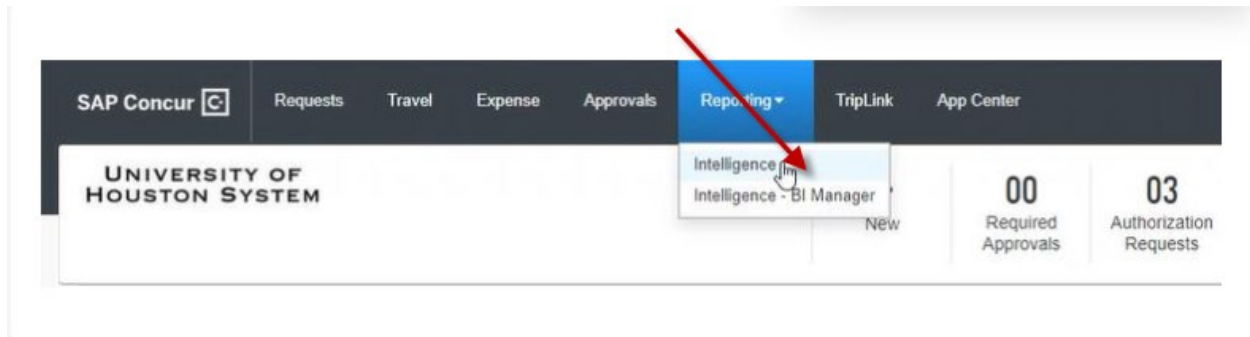 SAP Concur C Requests Travel Expense Approvals Reporting TripLink App Center
UNIVERSITY OF
HOUSTON SYSTEM
Intelligence
Intelligence - BI Manager
New
00
Required
Approvals
03
Authorization
Requests